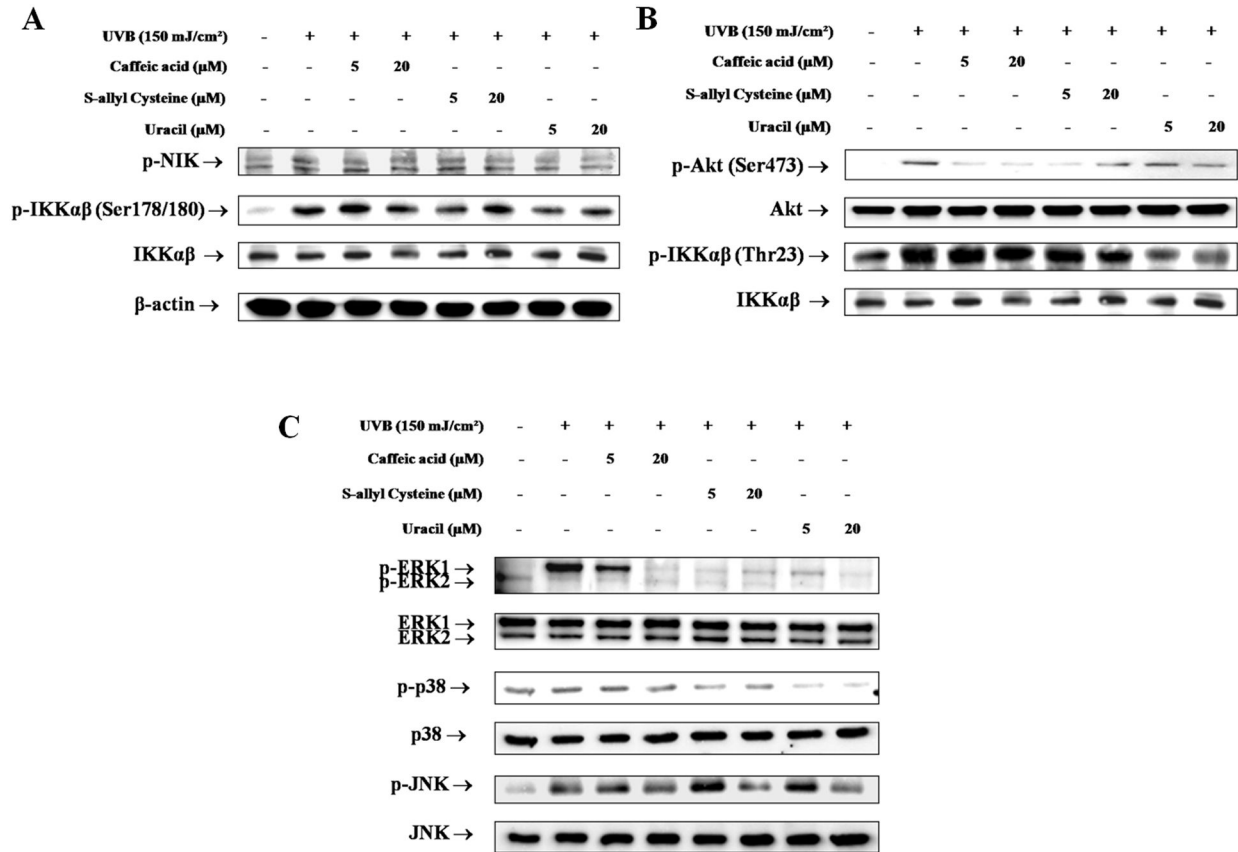 A
UVB (150 mJ/cm²) - + + + + + + +
Caffeic acid (μM) - - 5 20 - - - -
S-allyl Cysteine (μM) - - - - 5 20 - -
Uracil (μM) - - - - - - 5 20
p-NIK →
p-IKKαβ (Ser178/180) →
IKKαβ →
β-actin →
B
UVB (150 mJ/cm²) - + + + + + + +
Caffeic acid (μM) - - 5 20 - - - -
S-allyl Cysteine (μM) - - - - 5 20 - -
Uracil (μM) - - - - - - 5 20
p-Akt (Ser473) →
Akt →
p-IKKαβ (Thr23) →
IKKαβ →
C
UVB (150 mJ/cm²) - + + + + + + +
Caffeic acid (μM) - - 5 20 - - - -
S-allyl Cysteine (μM) - - - - 5 20 - -
Uracil (μM) - - - - - - 5 20
p-ERK1 →
p-ERK2 →
ERK1 →
ERK2 →
p-p38 →
p38 →
p-JNK →
JNK →